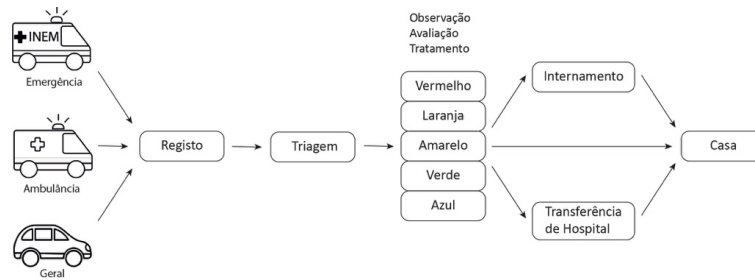 INEM
Emergência
Ambulância
Geral
Registo
Triagem
Observação
Avaliação
Tratamento
Vermelho
Laranja
Amarelo
Verde
Azul
Internamento
Transferência
de Hospital
Casa